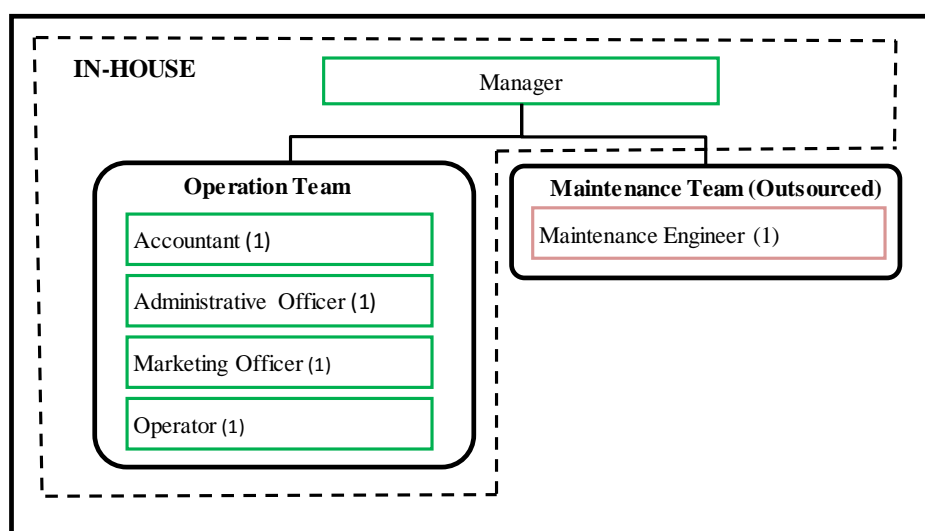 IN-HOUSE
Manager
Operation Team
Accountant (1)
Administrative Officer (1)
Marketing Officer (1)
Operator (1)
Maintenance Team (Outsourced)
Maintenance Engineer (1)